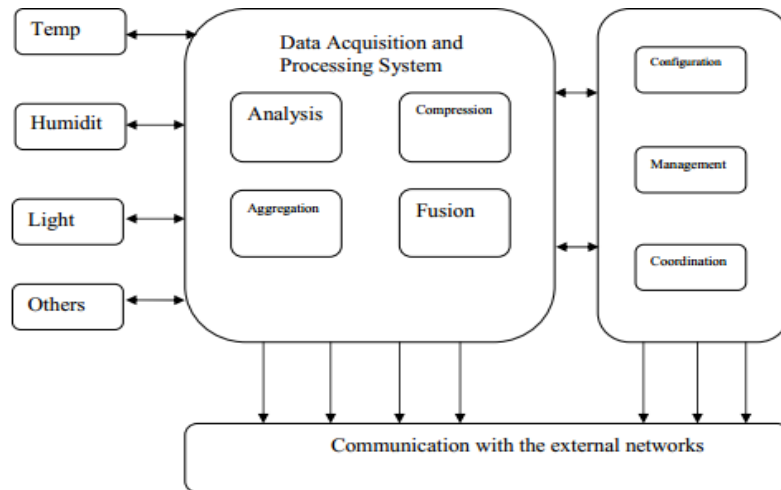 Temp
Humidit
Light
Others
Data Acquisition and
Processing System
Analysis
Compression
Aggregation
Fusion
Configuration
Management
Coordination
Communication with the external networks